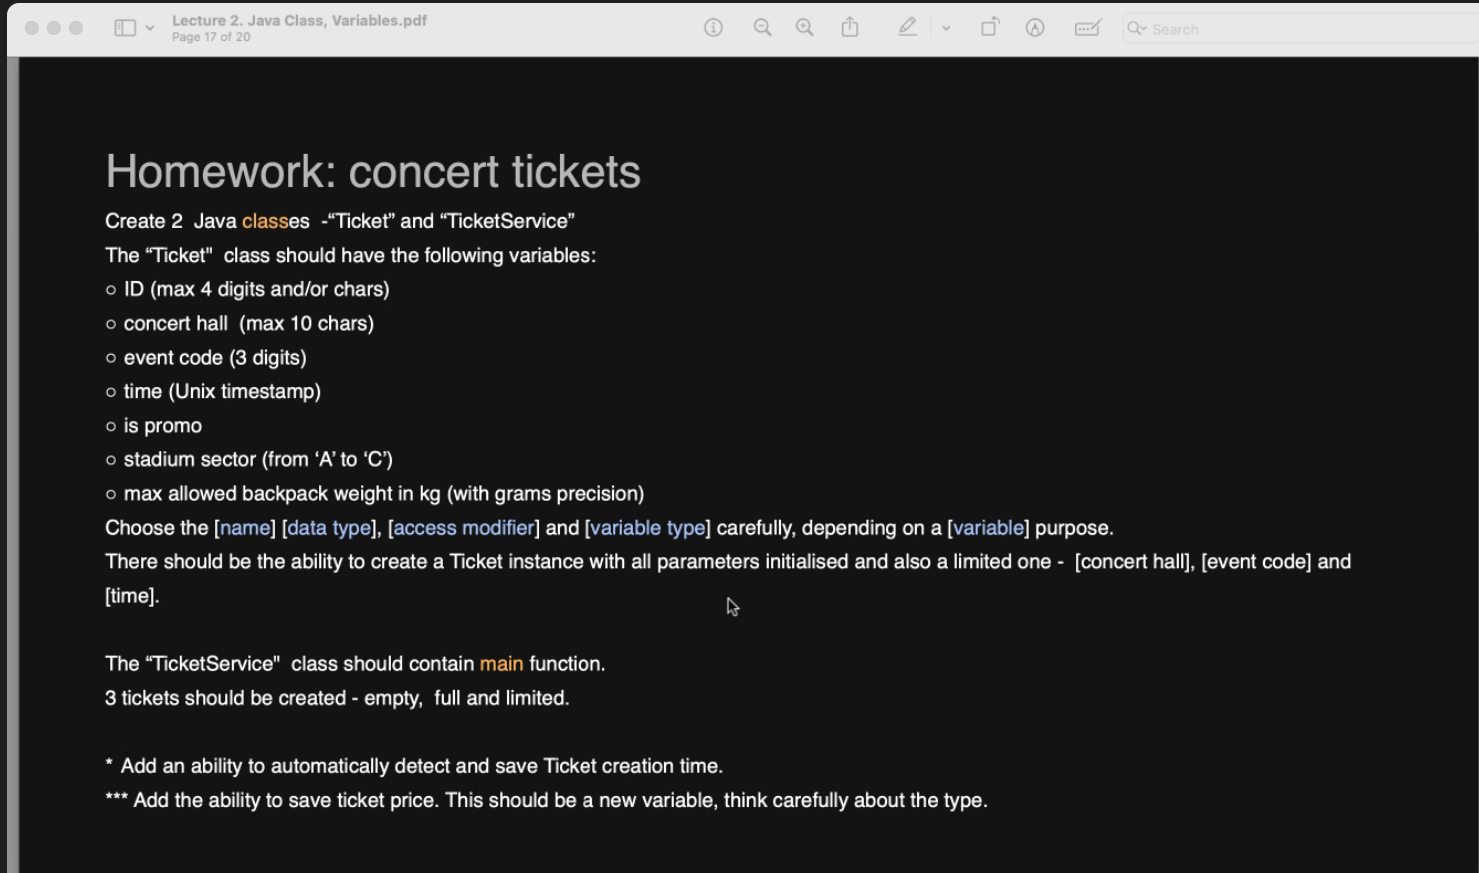 Lecture 2. Java Class, Variables.pdf
Page 17 of 20
Search
Homework: concert tickets
Create 2  Java classes  -“Ticket” and “TicketService”
The “Ticket"  class should have the following variables:
○ ID (max 4 digits and/or chars)
○ concert hall  (max 10 chars)
○ event code (3 digits)
○ time (Unix timestamp)
○ is promo
○ stadium sector (from ‘A’ to ‘C’)
○ max allowed backpack weight in kg (with grams precision)
Choose the [name] [data type], [access modifier] and [variable type] carefully, depending on a [variable] purpose.
There should be the ability to create a Ticket instance with all parameters initialised and also a limited one -  [concert hall], [event code] and
[time].
The “TicketService"  class should contain main function.
3 tickets should be created - empty,  full and limited.
* Add an ability to automatically detect and save Ticket creation time.
*** Add the ability to save ticket price. This should be a new variable, think carefully about the type.